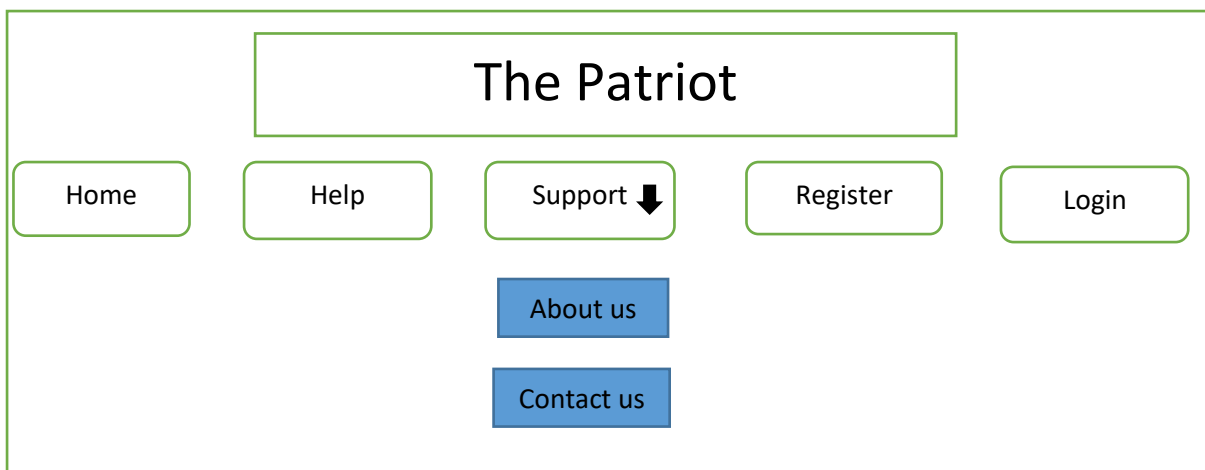 The Patriot
Home
Help
Support
Register
Login
About us
Contact us